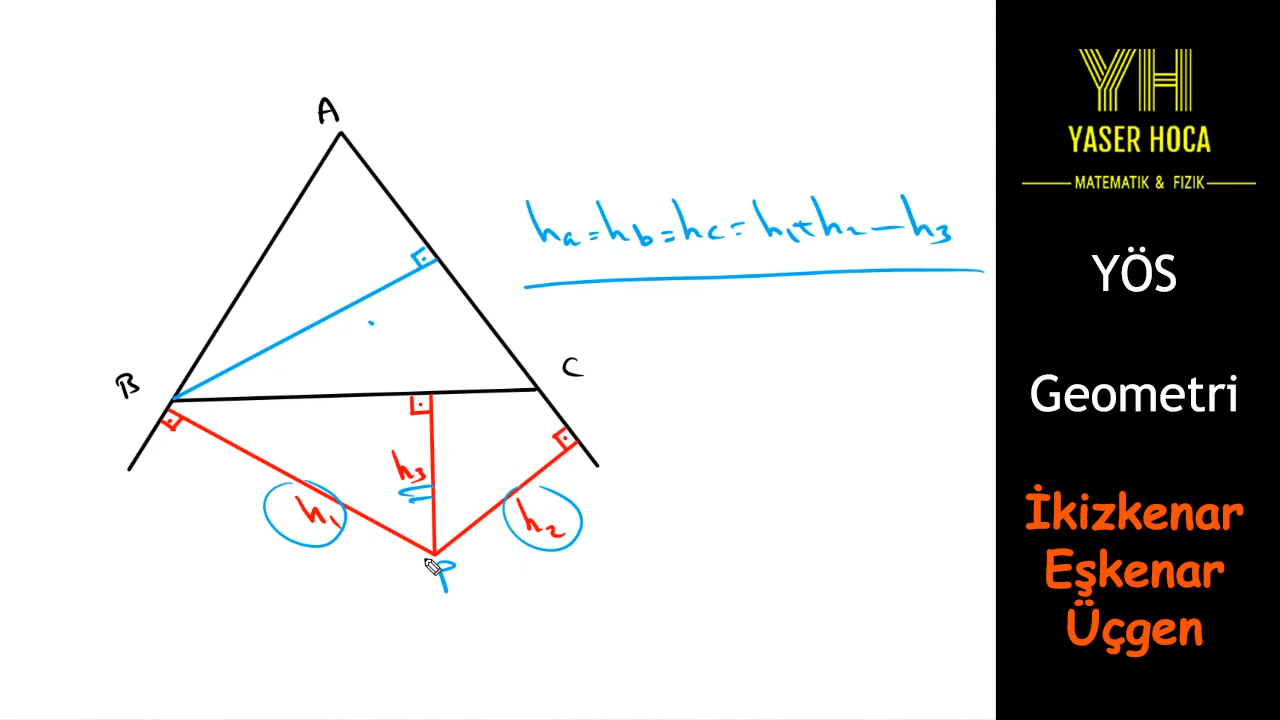 A
B
C
ha = hb = hc = h1 + h2 - h3
h3
h1
h2
P
YH
YASER HOCA
MATEMATIK & FIZIK
YÖS
Geometri
İkizkenar
Eşkenar
Üçgen